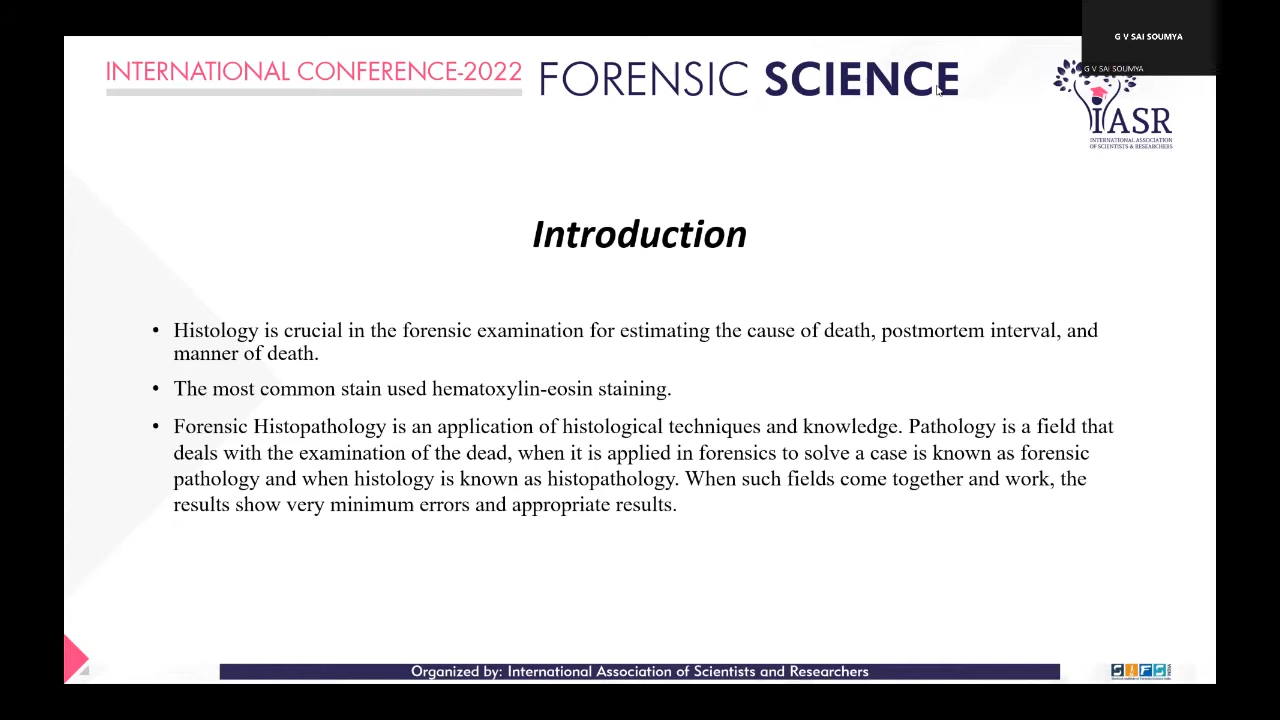 G V SAI SOUMYA
G V SAI SOUMYA
INTERNATIONAL CONFERENCE-2022 FORENSIC SCIENCE
IASR
INTERNATIONAL ASSOCIATION
OF SCIENTISTS & RESEARCHERS
Introduction
• Histology is crucial in the forensic examination for estimating the cause of death, postmortem interval, and
manner of death.
• The most common stain used hematoxylin-eosin staining.
• Forensic Histopathology is an application of histological techniques and knowledge. Pathology is a field that
deals with the examination of the dead, when it is applied in forensics to solve a case is known as forensic
pathology and when histology is known as histopathology. When such fields come together and work, the
results show very minimum errors and appropriate results.
Organized by: International Association of Scientists and Researchers
SIFS